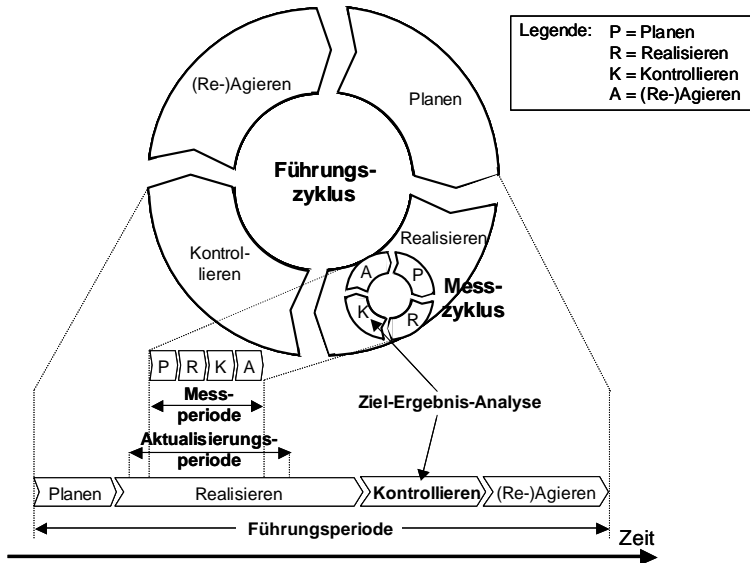 Legende: P = Planen
R = Realisieren
K = Kontrollieren
A = (Re-)Agieren
(Re-)Agieren
Planen
Führungs-
zyklus
Kontrol-
lieren
Realisieren
A
P
K
R
Mess-
zyklus
P R K A
Mess-
periode
Ziel-Ergebnis-Analyse
Aktualisierungs-
periode
Planen Realisieren Kontrollieren (Re-)Agieren
Führungsperiode
Zeit